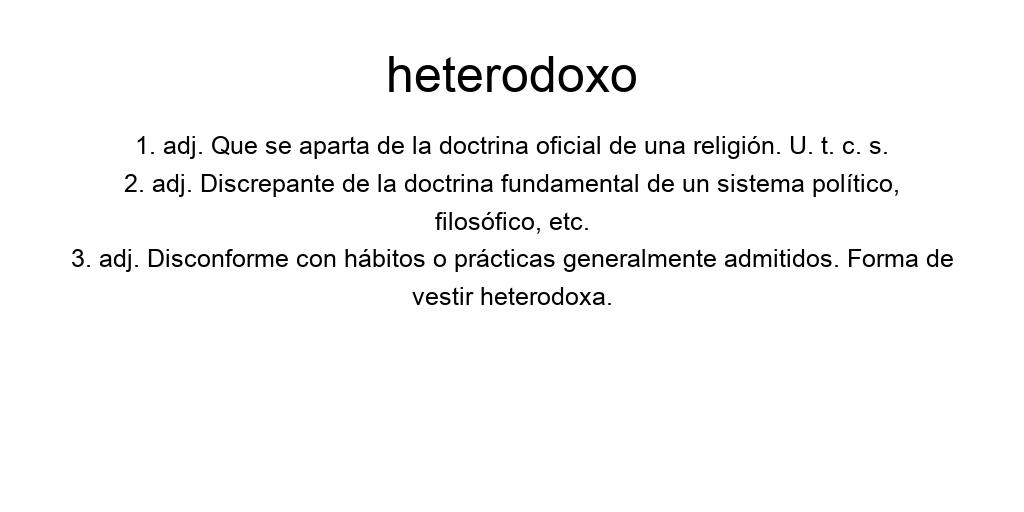 heterodoxo
1. adj. Que se aparta de la doctrina oficial de una religión. U. t. c. s.
2. adj. Discrepante de la doctrina fundamental de un sistema político,
filosófico, etc.
3. adj. Disconforme con hábitos o prácticas generalmente admitidos. Forma de
vestir heterodoxa.